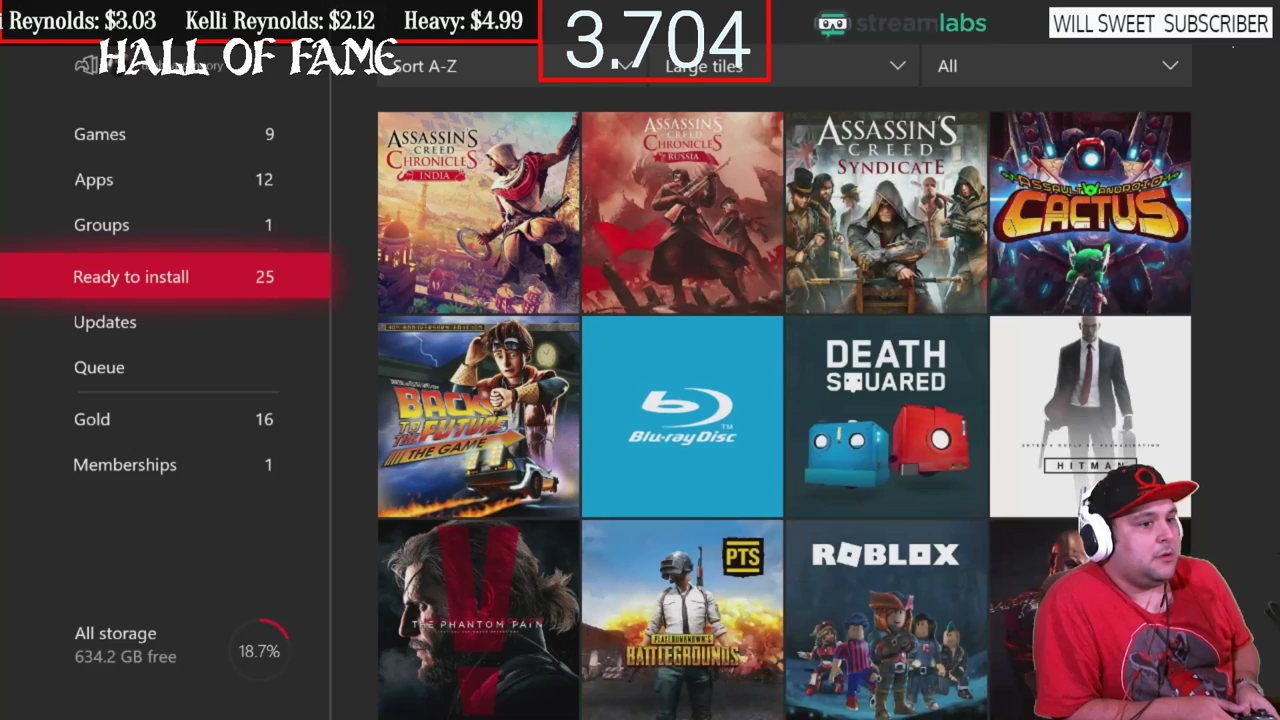 Reynolds: $3.03 Kelli Reynolds: $2.12 Heavy: $4.99
3.704
streamlabs
WILL SWEET SUBSCRIBER
HALL OF FAME
Sort A-Z
Large tiles
All
Games 9
Apps 12
Groups 1
Ready to install 25
Updates
Queue
Gold 16
Memberships 1
All storage
634.2 GB free
18.7%
ASSASSIN'S
CREED
CHRONICLES
INDIA
ASSASSIN'S
CREED
CHRONICLES
RUSSIA
ASSASSIN'S
CREED
SYNDICATE
ASSAULT ANDROID
CACTUS
BACK
TO THE
FUTURE
THE GAME
Blu-ray Disc
TM
DEATH
SQUARED
HITMAN
V
THE PHANTOM PAIN
PTS
PLAYERUNKNOWN'S
BATTLEGROUNDS
ROBLOX